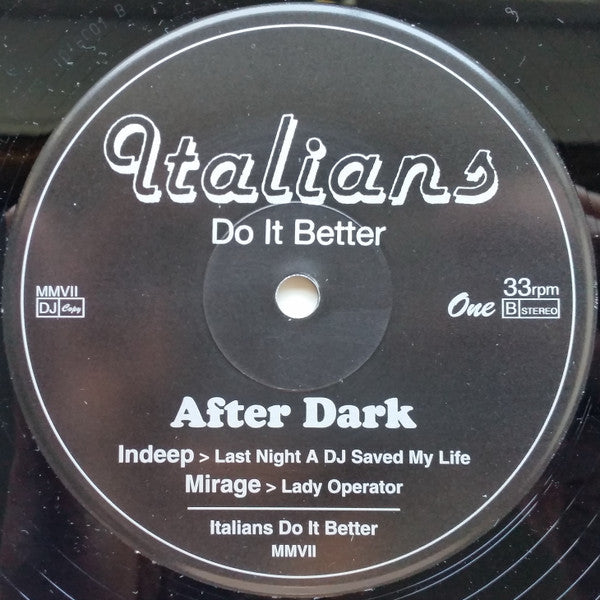 Italians
Do It Better
MMVII
DJ Copy
33rpm
One B STEREO
After Dark
Indeep > Last Night A DJ Saved My Life
Mirage > Lady Operator
Italians Do It Better
MMVII